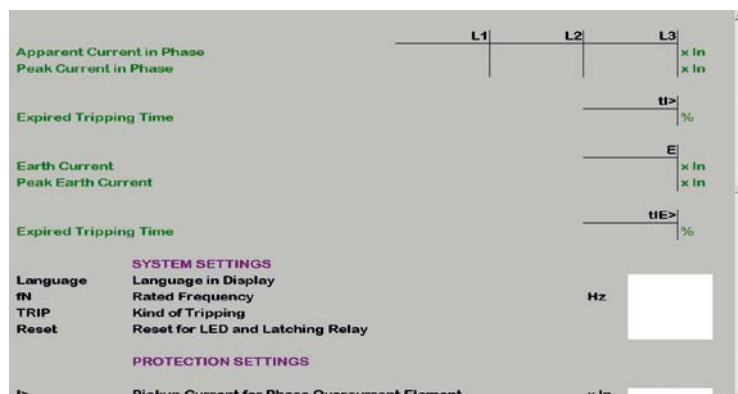 L1 L2 L3
Apparent Current in Phase x In
Peak Current in Phase x In
tI>
Expired Tripping Time %
E
Earth Current x In
Peak Earth Current x In
tIE>
Expired Tripping Time %
SYSTEM SETTINGS
Language Language in Display
fN Rated Frequency Hz
TRIP Kind of Tripping
Reset Reset for LED and Latching Relay
PROTECTION SETTINGS
I> Pickup Current for Phase Overcurrent Element x In